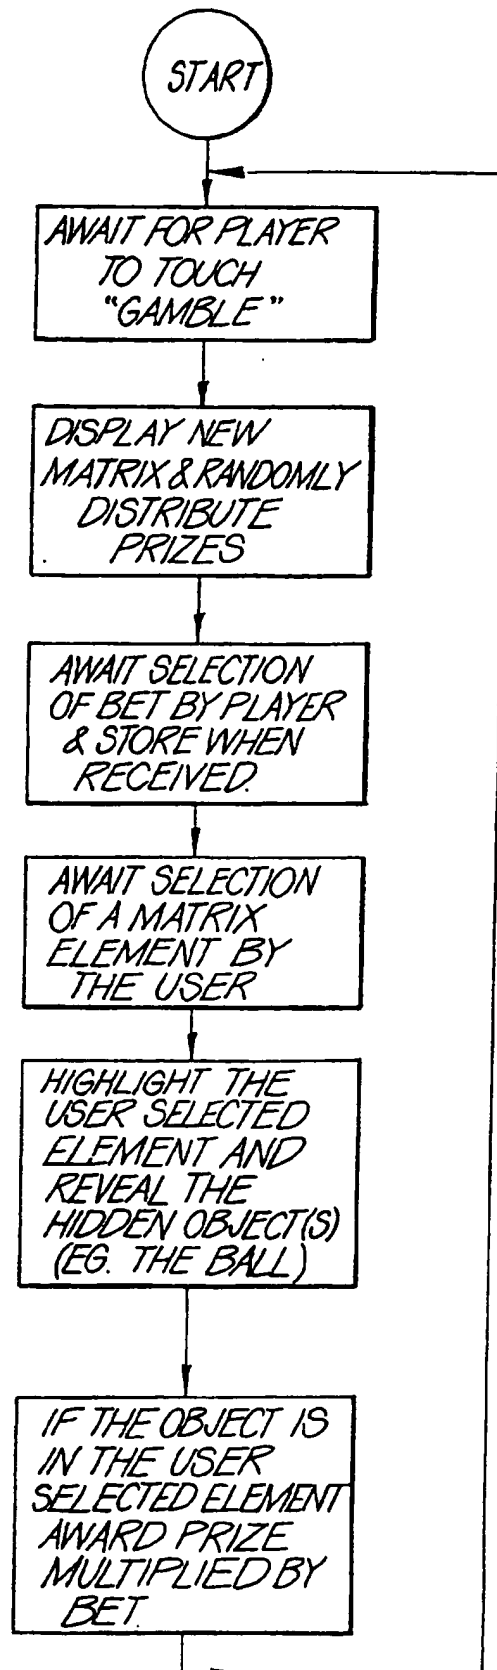 START
AWAIT FOR PLAYER
TO TOUCH
"GAMBLE"
DISPLAY NEW
MATRIX & RANDOMLY
DISTRIBUTE
PRIZES
AWAIT SELECTION
OF BET BY PLAYER
& STORE WHEN
RECEIVED.
AWAIT SELECTION
OF A MATRIX
ELEMENT BY
THE USER
HIGHLIGHT THE
USER SELECTED
ELEMENT AND
REVEAL THE
HIDDEN OBJECT(S)
(EG. THE BALL)
IF THE OBJECT IS
IN THE USER
SELECTED ELEMENT
AWARD PRIZE
MULTIPLIED BY
BET